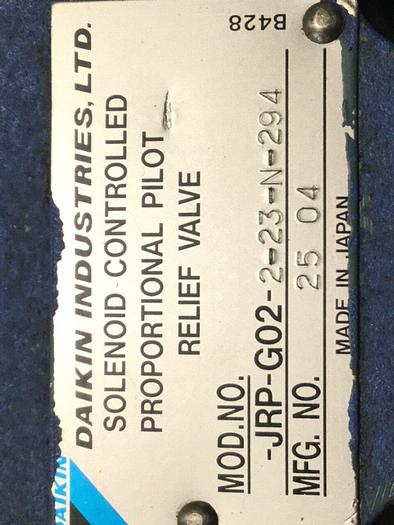 DAIKIN
DAIKIN INDUSTRIES, LTD.
SOLENOID CONTROLLED
PROPORTIONAL PILOT
RELIEF VALVE
MOD.NO.
-JRP-G02-2-23-N-294
MFG. NO. 25 04
MADE IN JAPAN
B428